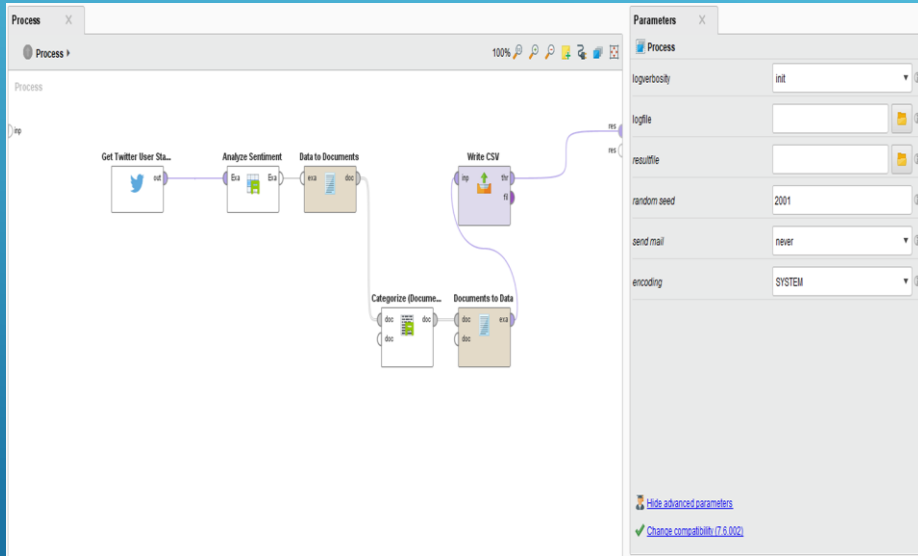 Process X
Process
100%
Process
inp
res
res
Get Twitter User Sta...
out
Analyze Sentiment
Exa Exa
Data to Documents
exa doc
Write CSV
inp thr
fil
Categorize (Docume...
doc doc
doc
Documents to Data
doc exa
doc
Parameters X
Process
logverbosity init
logfile
resultfile
random seed 2001
send mail never
encoding SYSTEM
Hide advanced parameters
Change compatibility (7.6.002)